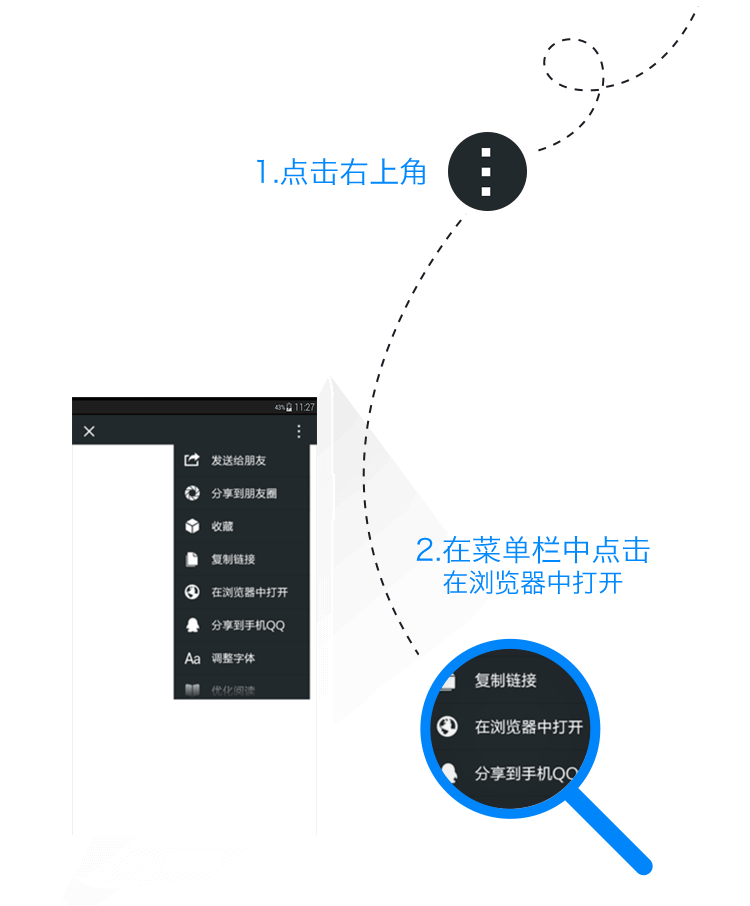 1.点击右上角
43% 11:27
发送给朋友
分享到朋友圈
收藏
复制链接
在浏览器中打开
分享到手机QQ
Aa 调整字体
优化阅读
2.在菜单栏中点击
在浏览器中打开
复制链接
在浏览器中打开
分享到手机QQ